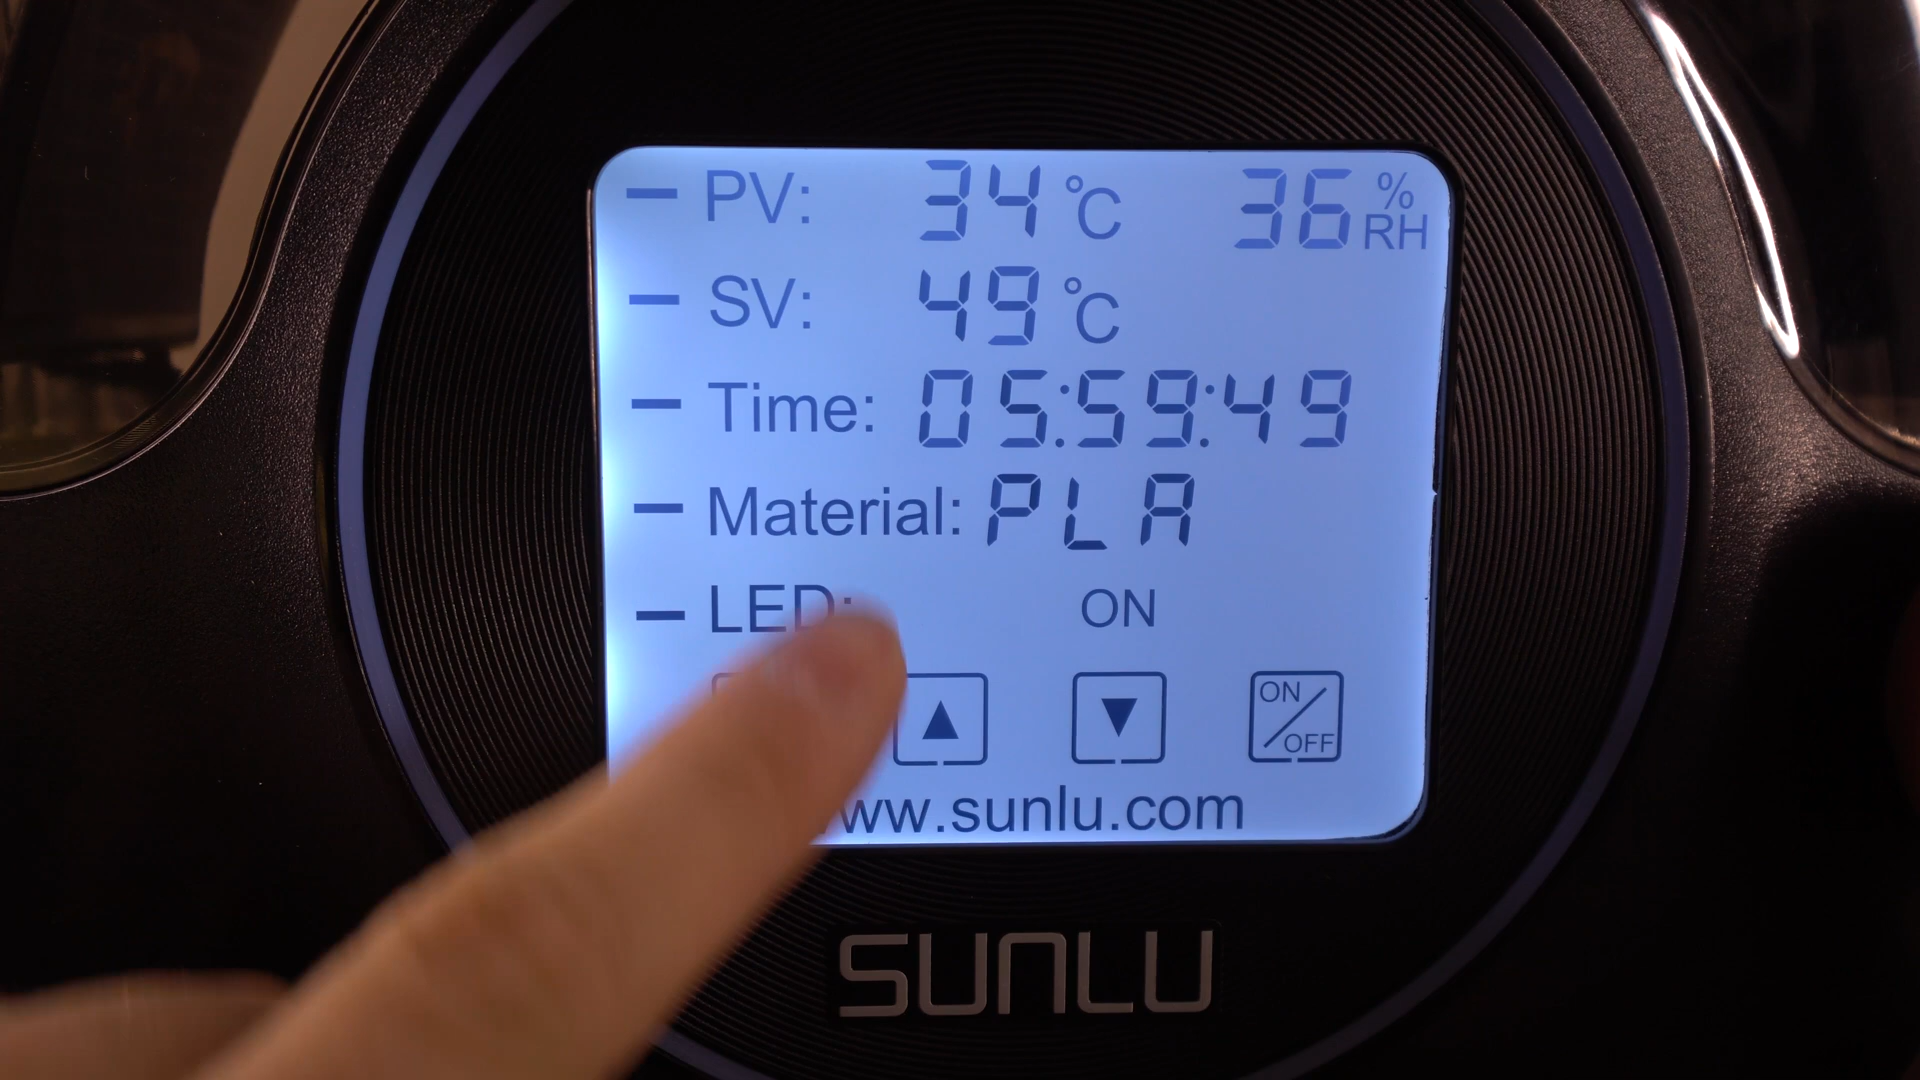 PV: 34 °C 36 % RH
SV: 49 °C
Time: 05:59:49
Material: PLA
LED: ON
ON/OFF
www.sunlu.com
SUNLU